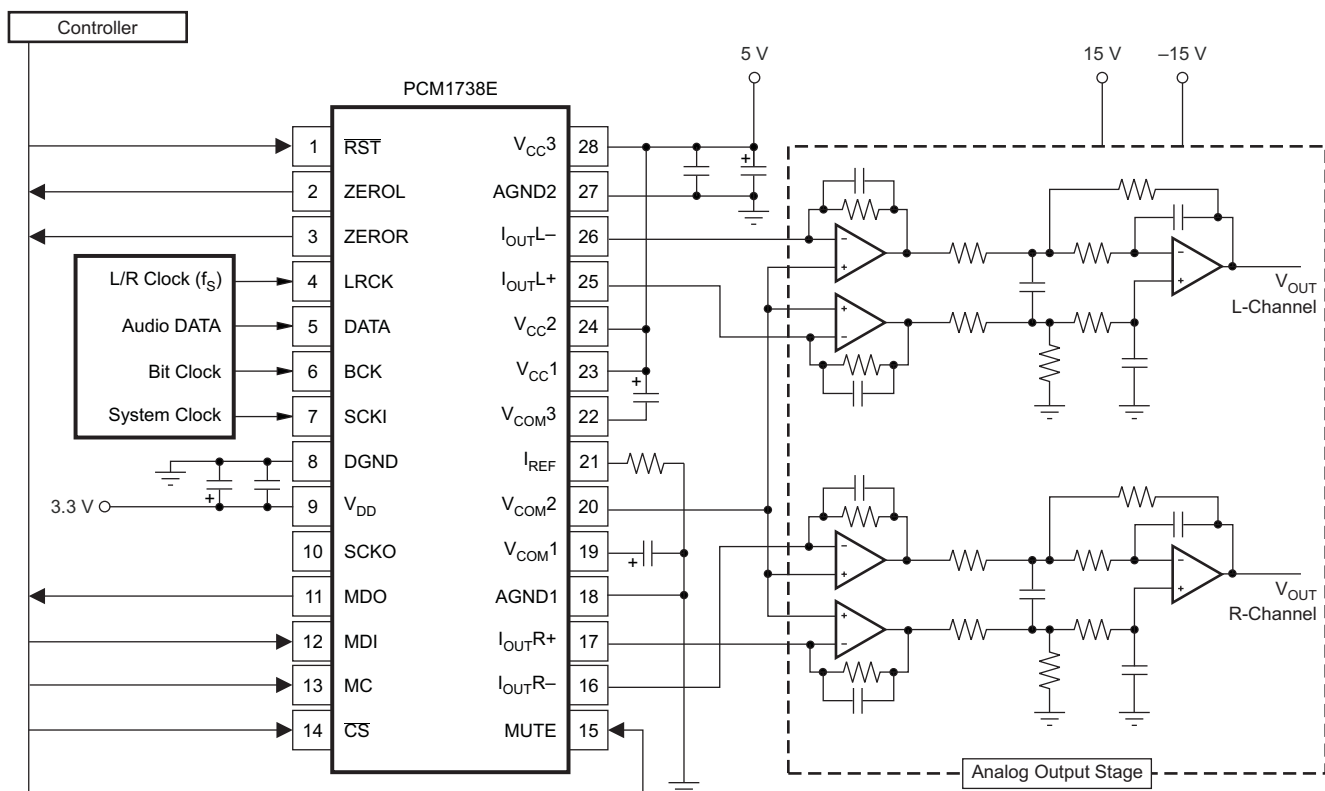 Controller
5 V
15 V
–15 V
PCM1738E
1 RST VCC3 28
2 ZEROL AGND2 27
3 ZEROR IOUTL– 26
L/R Clock (fS) 4 LRCK IOUTL+ 25
Audio DATA 5 DATA VCC2 24
Bit Clock 6 BCK VCC1 23
+
System Clock 7 SCKI VCOM3 22
8 DGND IREF 21
3.3 V + 9 VDD VCOM2 20
10 SCKO VCOM1 19 +
11 MDO AGND1 18
12 MDI IOUTR+ 17
13 MC IOUTR– 16
14 CS MUTE 15
+
–
+
+
–
–
+
VOUT
L-Channel
–
+
+
–
–
+
VOUT
R-Channel
Analog Output Stage